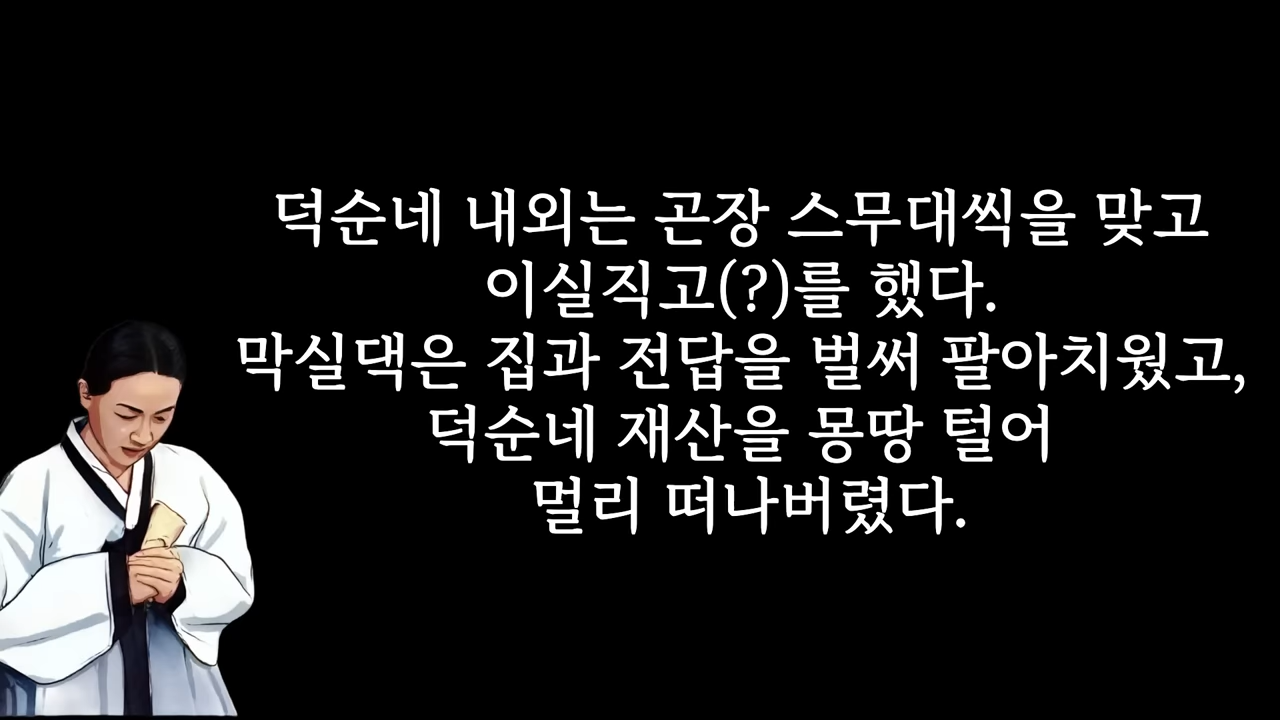 덕순네 내외는 곤장 스무대씩을 맞고
이실직고(?)를 했다.
막실댁은 집과 전답을 벌써 팔아치웠고,
덕순네 재산을 몽땅 털어
멀리 떠나버렸다.